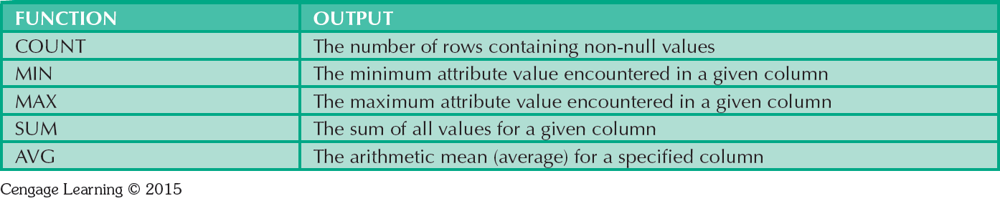 FUNCTION OUTPUT
COUNT The number of rows containing non-null values
MIN The minimum attribute value encountered in a given column
MAX The maximum attribute value encountered in a given column
SUM The sum of all values for a given column
AVG The arithmetic mean (average) for a specified column
Cengage Learning © 2015